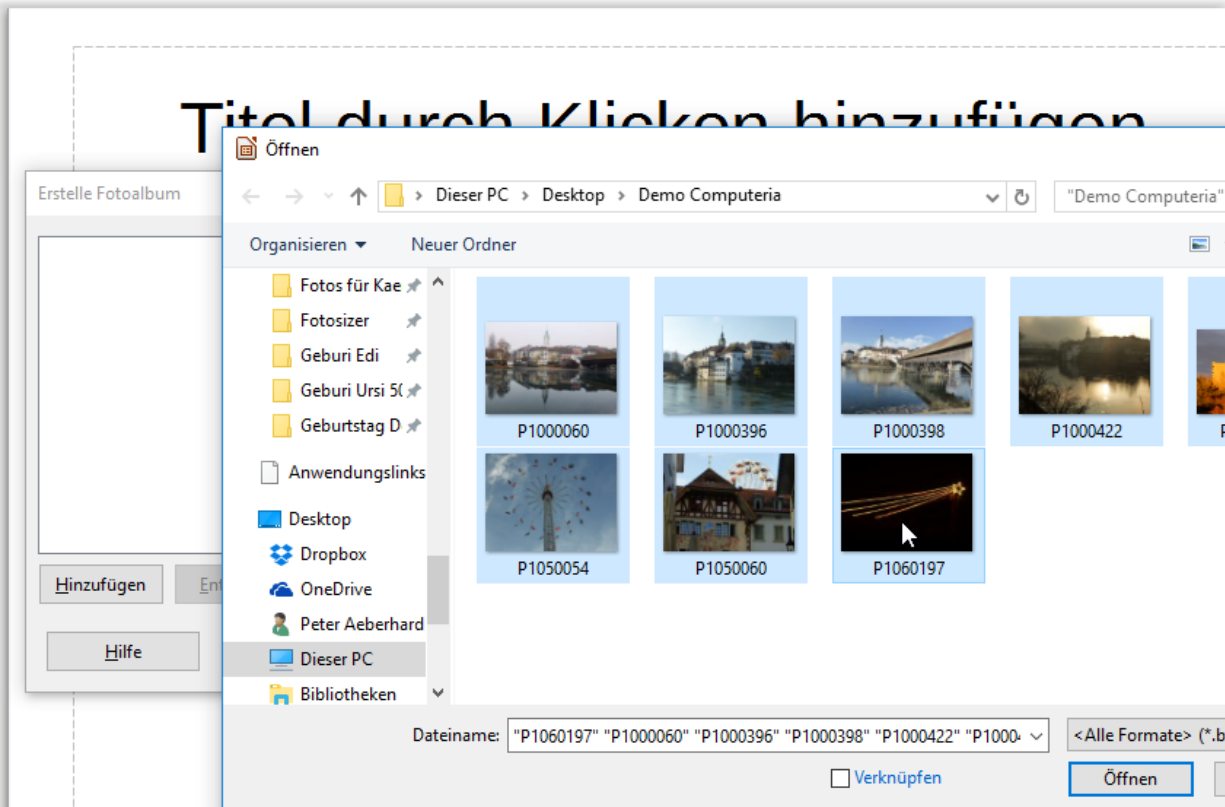 Titel durch Klicken hinzufügen
Öffnen
Erstelle Fotoalbum
Dieser PC
Desktop
Demo Computeria
"Demo Computeria"
Organisieren
Neuer Ordner
Fotos für Kae
Fotosizer
Geburi Edi
Geburi Ursi 50
Geburtstag D
Anwendungslinks
Desktop
Dropbox
OneDrive
Peter Aeberhard
Dieser PC
Bibliotheken
P1000060
P1000396
P1000398
P1000422
P1050054
P1050060
P1060197
Hinzufügen
Ent
Hilfe
Dateiname:
"P1060197" "P1000060" "P1000396" "P1000398" "P1000422" "P1000
<Alle Formate> (*.b
Verknüpfen
Öffnen